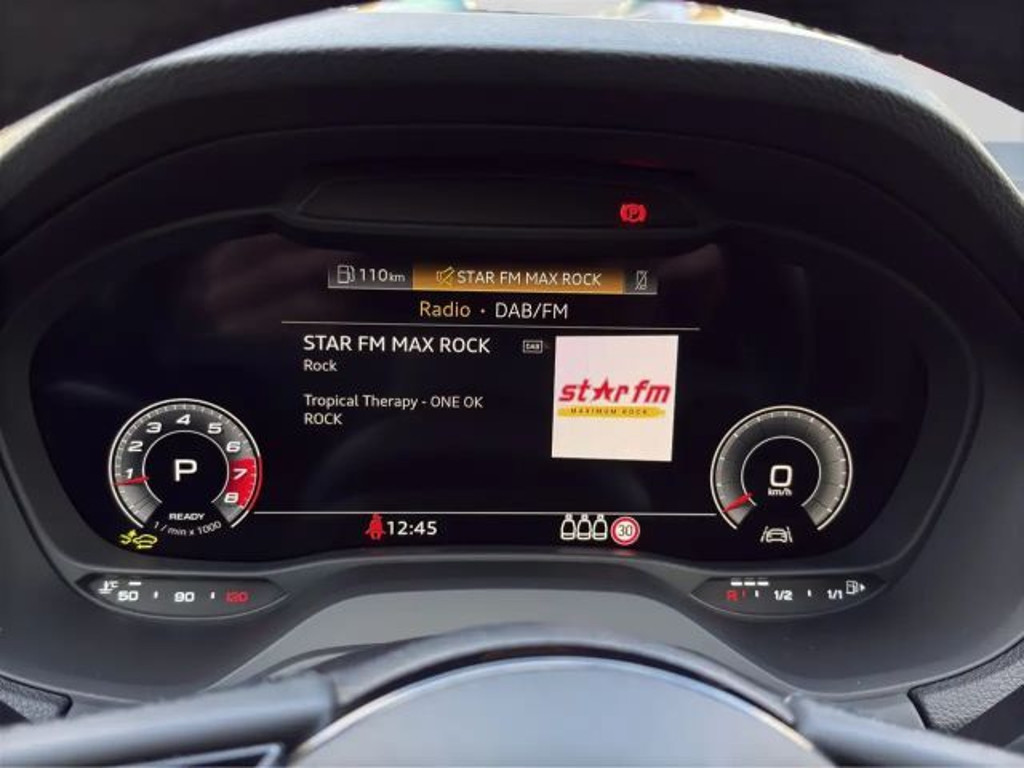 P
110km
STAR FM MAX ROCK
Radio • DAB/FM
STAR FM MAX ROCK
DAB
Rock
Tropical Therapy - ONE OK
ROCK
star fm
MAXIMUM ROCK
1 2 3 4 5 6 7 8
P
READY
1 / min x 1000
0
km/h
12:45
30
°C
50 90 120
R 1/2 1/1